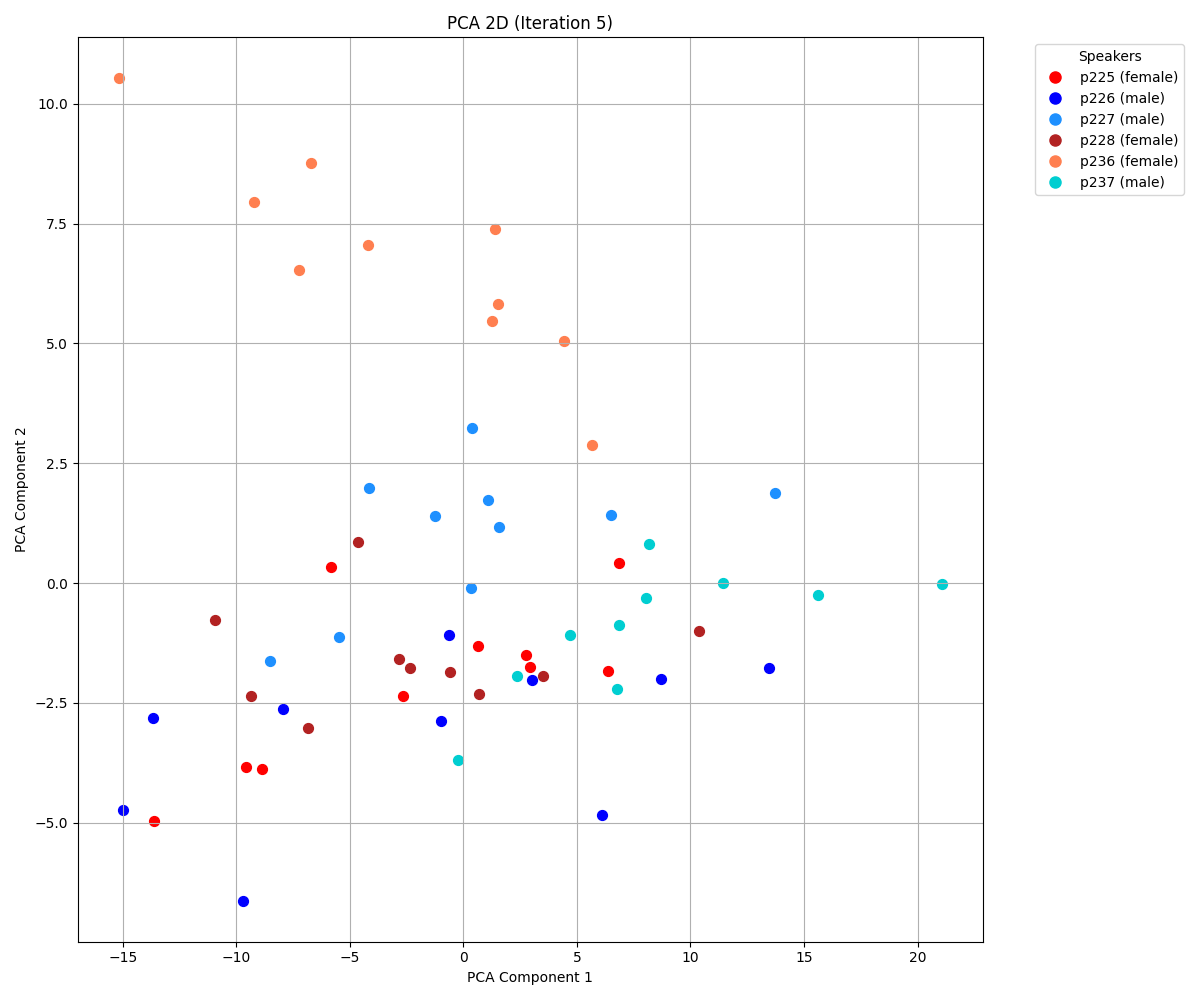 PCA 2D (Iteration 5)
Speakers
p225 (female)
p226 (male)
p227 (male)
p228 (female)
p236 (female)
p237 (male)
10.0
7.5
5.0
2.5
0.0
−2.5
−5.0
PCA Component 2
−15
−10
−5
0
5
10
15
20
PCA Component 1